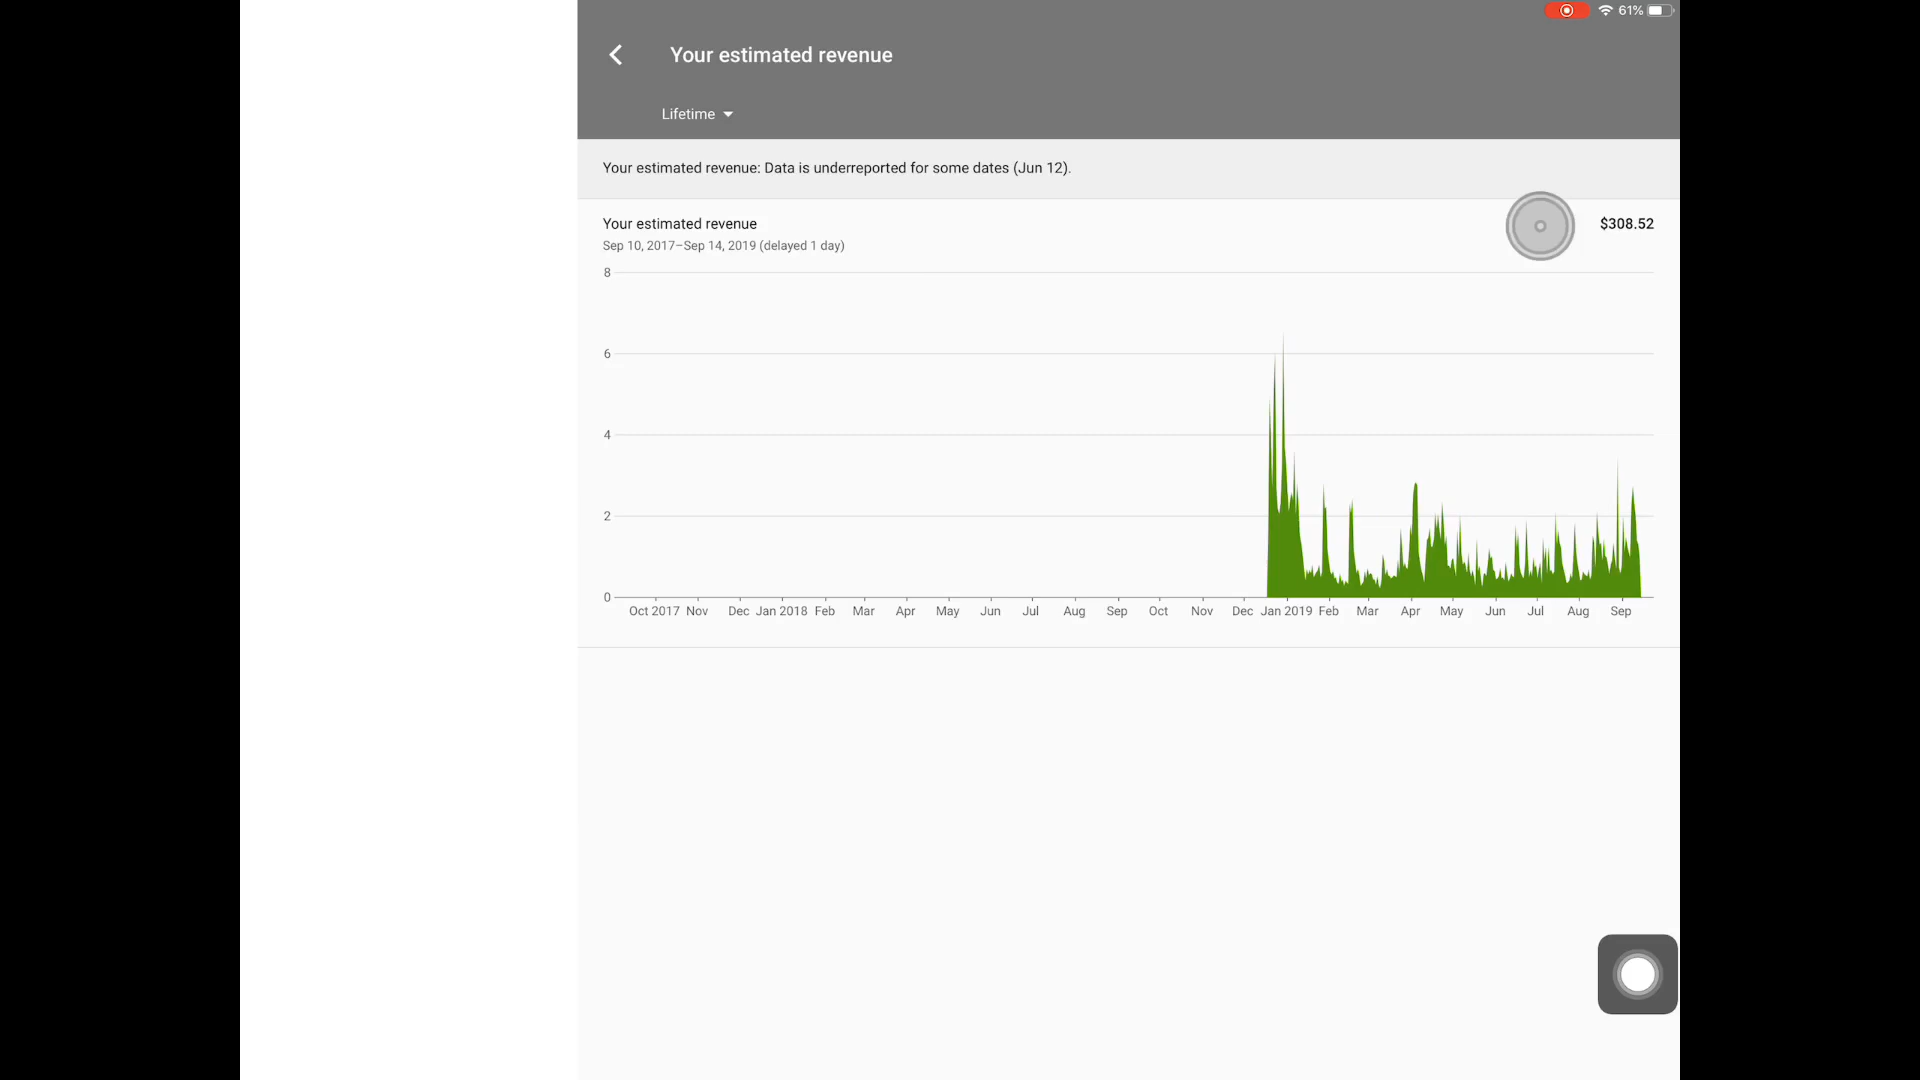 61%
Your estimated revenue
Lifetime
Your estimated revenue: Data is underreported for some dates (Jun 12).
Your estimated revenue
$308.52
Sep 10, 2017–Sep 14, 2019 (delayed 1 day)
8
6
4
2
0
Oct 2017 Nov Dec Jan 2018 Feb Mar Apr May Jun Jul Aug Sep Oct Nov Dec Jan 2019 Feb Mar Apr May Jun Jul Aug Sep